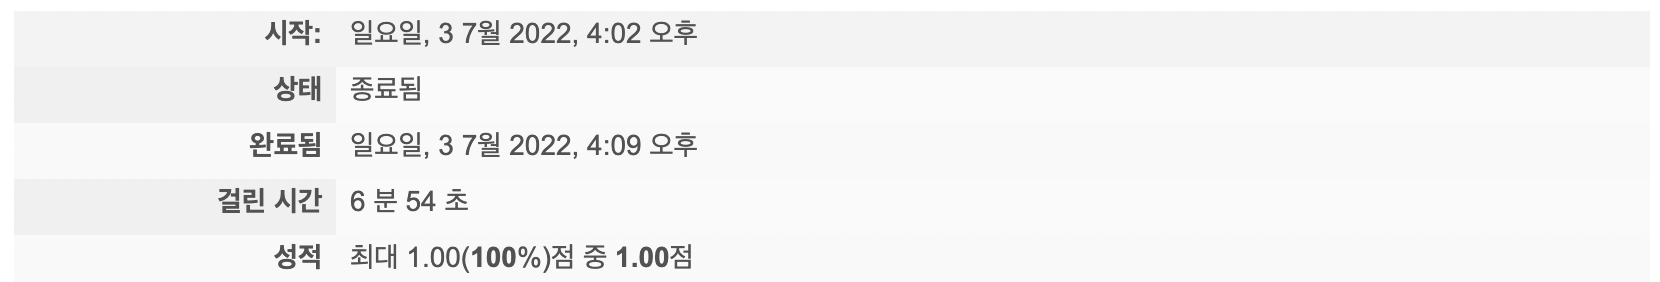 시작: 일요일, 3 7월 2022, 4:02 오후
상태 종료됨
완료됨 일요일, 3 7월 2022, 4:09 오후
걸린 시간 6 분 54 초
성적 최대 1.00(100%)점 중 1.00점